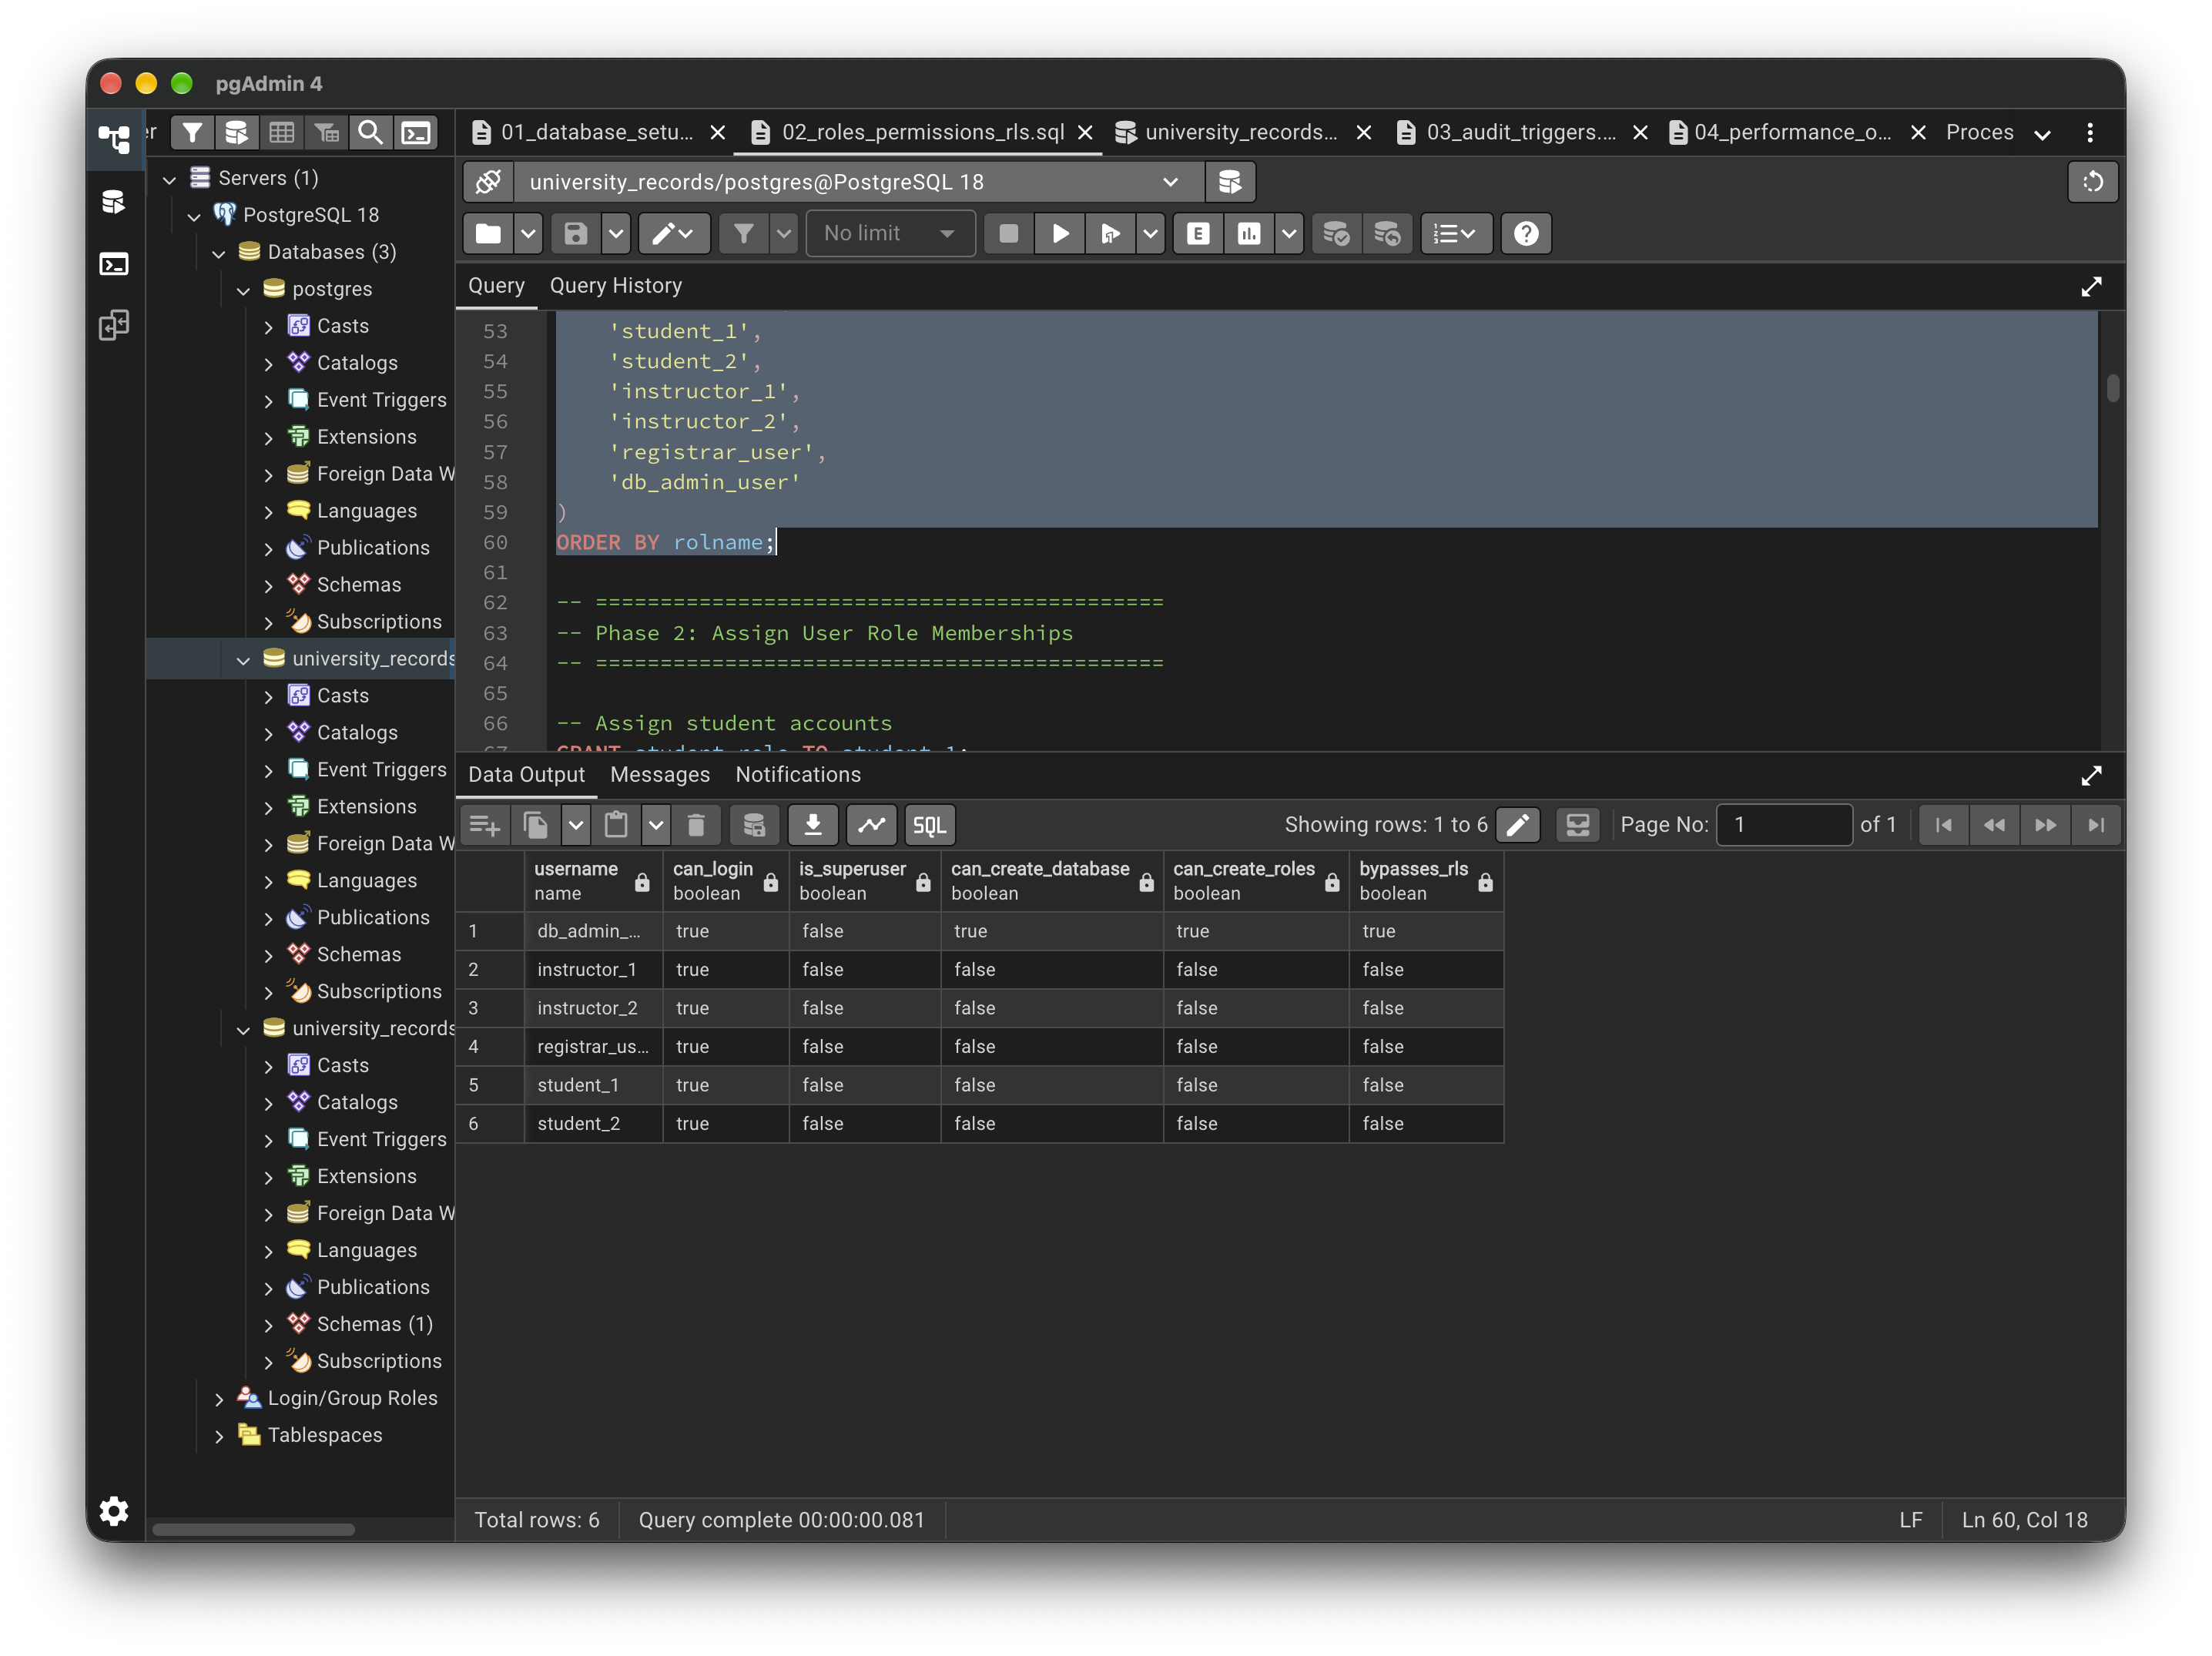 pgAdmin 4
er
01_database_setu...
02_roles_permissions_rls.sql
university_records...
03_audit_triggers....
04_performance_o...
Proces
Servers (1)
PostgreSQL 18
Databases (3)
postgres
Casts
Catalogs
Event Triggers
Extensions
Foreign Data W
Languages
Publications
Schemas
Subscriptions
university_records
Casts
Catalogs
Event Triggers
Extensions
Foreign Data W
Languages
Publications
Schemas
Subscriptions
university_records
Casts
Catalogs
Event Triggers
Extensions
Foreign Data W
Languages
Publications
Schemas (1)
Subscriptions
Login/Group Roles
Tablespaces
university_records/postgres@PostgreSQL 18
No limit
E
Query Query History
53 'student_1',
54 'student_2',
55 'instructor_1',
56 'instructor_2',
57 'registrar_user',
58 'db_admin_user'
59 )
60 ORDER BY rolname;
61
62 -- ============================================
63 -- Phase 2: Assign User Role Memberships
64 -- ============================================
65
66 -- Assign student accounts
67 GRANT student_role TO student_1;
Data Output Messages Notifications
SQL
Showing rows: 1 to 6
Page No: 1 of 1
username can_login is_superuser can_create_database can_create_roles bypasses_rls
name boolean boolean boolean boolean boolean
1 db_admin_... true false true true true
2 instructor_1 true false false false false
3 instructor_2 true false false false false
4 registrar_us... true false false false false
5 student_1 true false false false false
6 student_2 true false false false false
Total rows: 6
Query complete 00:00:00.081
LF
Ln 60, Col 18